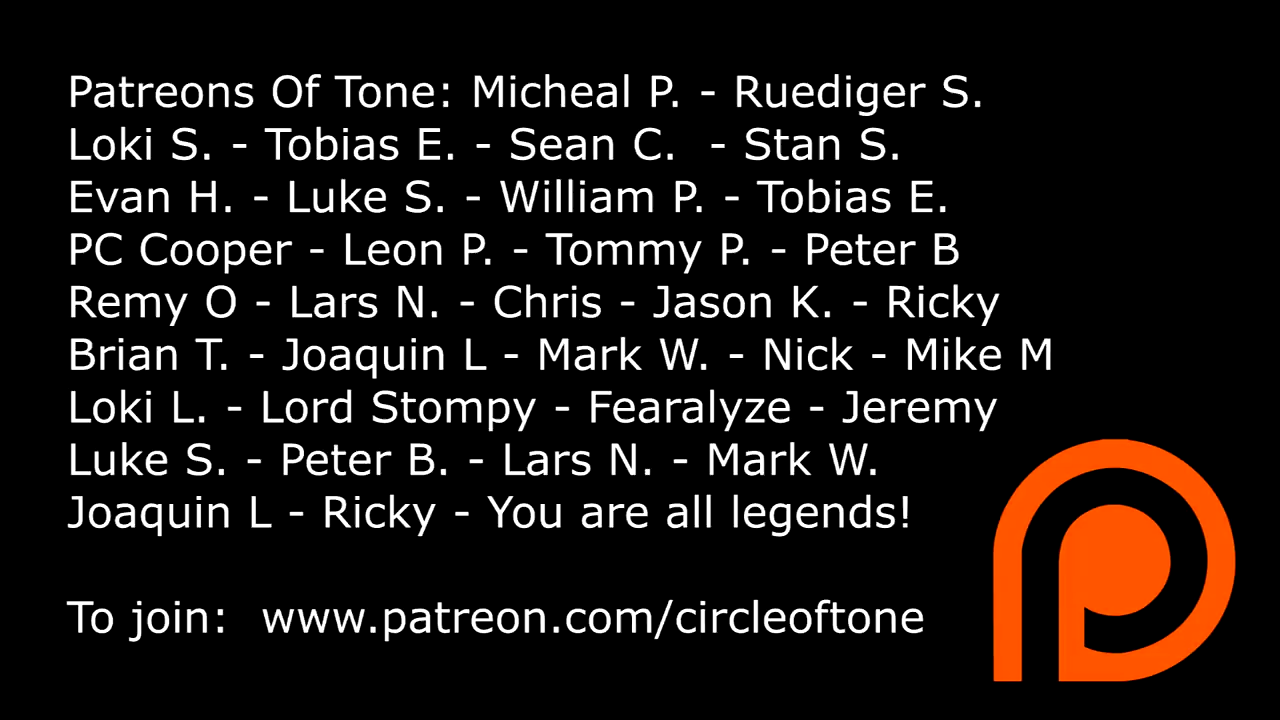 Patreons Of Tone: Micheal P. - Ruediger S.
Loki S. - Tobias E. - Sean C.  - Stan S.
Evan H. - Luke S. - William P. - Tobias E.
PC Cooper - Leon P. - Tommy P. - Peter B
Remy O - Lars N. - Chris - Jason K. - Ricky
Brian T. - Joaquin L - Mark W. - Nick - Mike M
Loki L. - Lord Stompy - Fearalyze - Jeremy
Luke S. - Peter B. - Lars N. - Mark W.
Joaquin L - Ricky - You are all legends!
To join:  www.patreon.com/circleoftone